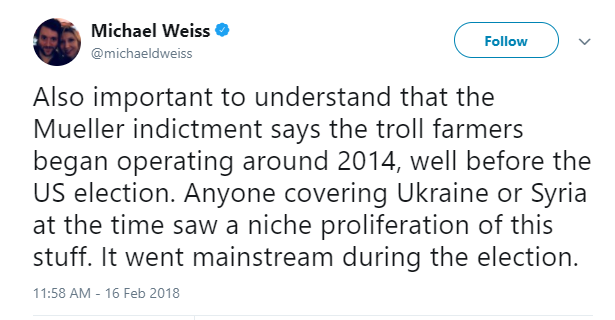 Michael Weiss
@michaeldweiss
Follow
Also important to understand that the
Mueller indictment says the troll farmers
began operating around 2014, well before the
US election. Anyone covering Ukraine or Syria
at the time saw a niche proliferation of this
stuff. It went mainstream during the election.
11:58 AM - 16 Feb 2018